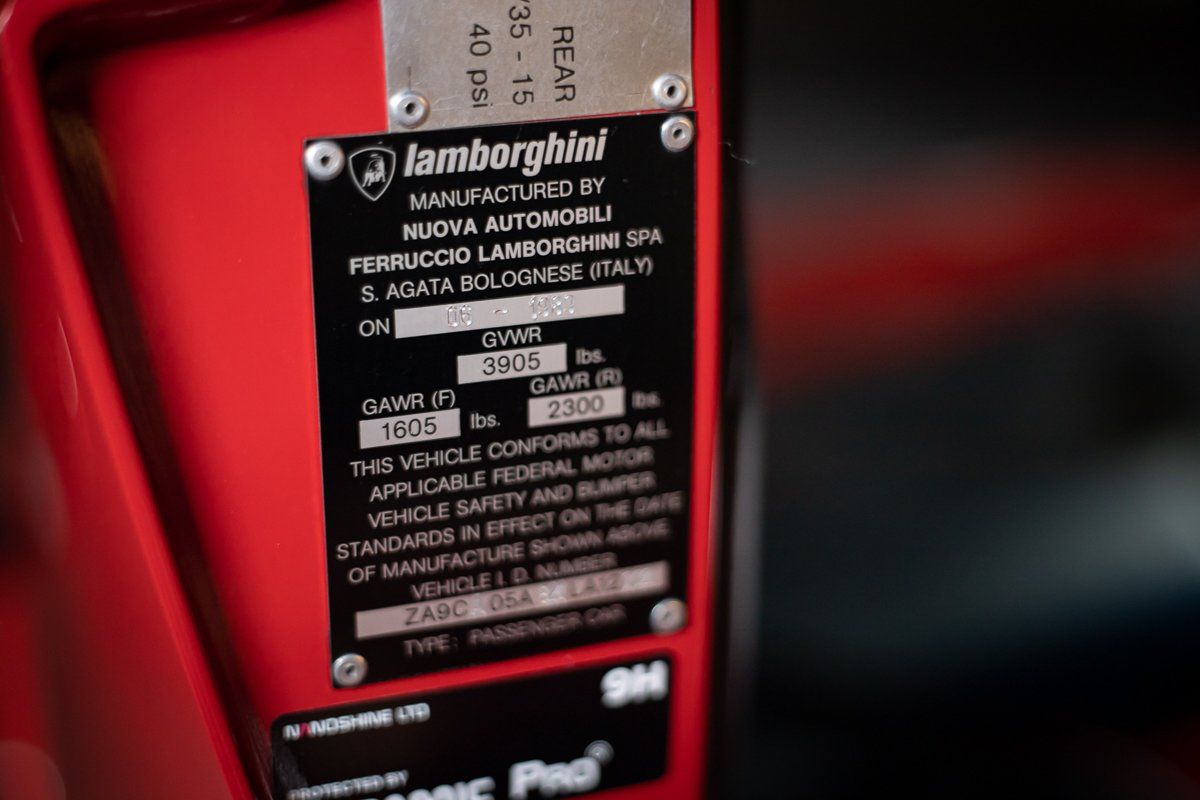 REAR
/35 - 15
40 psi
lamborghini
MANUFACTURED BY
NUOVA AUTOMOBILI
FERRUCCIO LAMBORGHINI SPA
S. AGATA BOLOGNESE (ITALY)
ON 06 -
GVWR
3905 lbs.
GAWR (F) GAWR (R)
1605 lbs. 2300 lbs.
THIS VEHICLE CONFORMS TO ALL
APPLICABLE FEDERAL MOTOR
VEHICLE SAFETY AND BUMPER
STANDARDS IN EFFECT ON THE DATE
OF MANUFACTURE SHOWN ABOVE.
VEHICLE I. D. NUMBER
ZA9C 05A
TYPE: PASSENGER CAR
9H
NANOSHINE LTD
PROTECTED BY
PRO